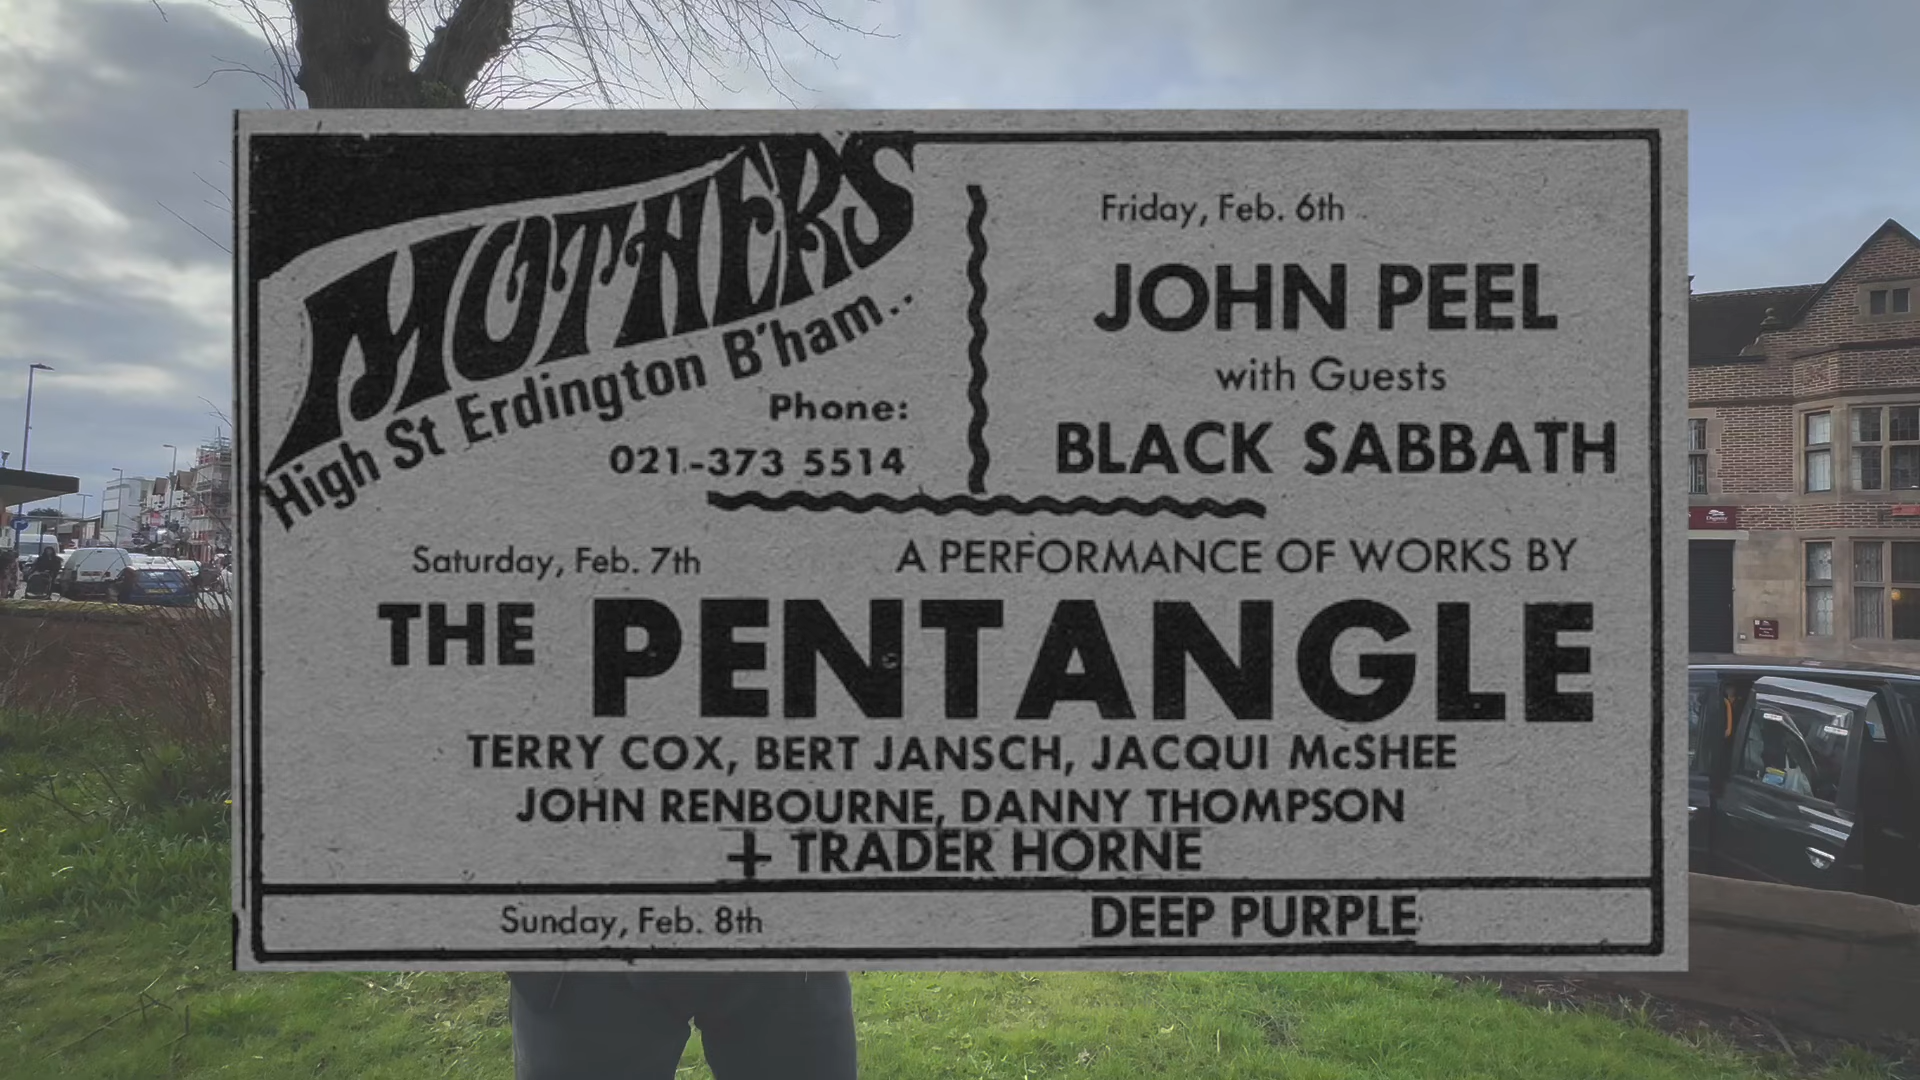 MOTHERS
High St Erdington B'ham..
Phone:
021-373 5514
Friday, Feb. 6th
JOHN PEEL
with Guests
BLACK SABBATH
Saturday, Feb. 7th
A PERFORMANCE OF WORKS BY
THE PENTANGLE
TERRY COX, BERT JANSCH, JACQUI McSHEE
JOHN RENBOURNE, DANNY THOMPSON
+ TRADER HORNE
Sunday, Feb. 8th
DEEP PURPLE